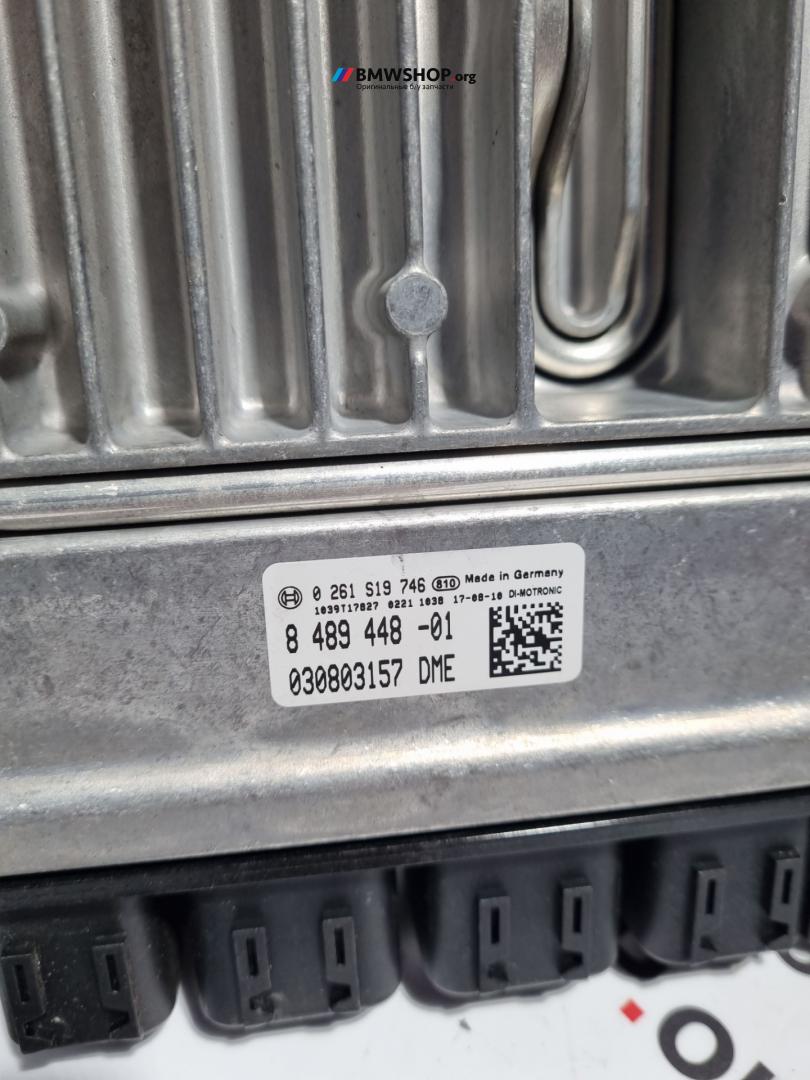 BMWSHOP.org
Оригинальные б/у запчасти
0 261 S19 746 810 Made in Germany
1039T17827 0221 1038 17-08-10 DI-MOTRONIC
8 489 448 -01
030803157 DME